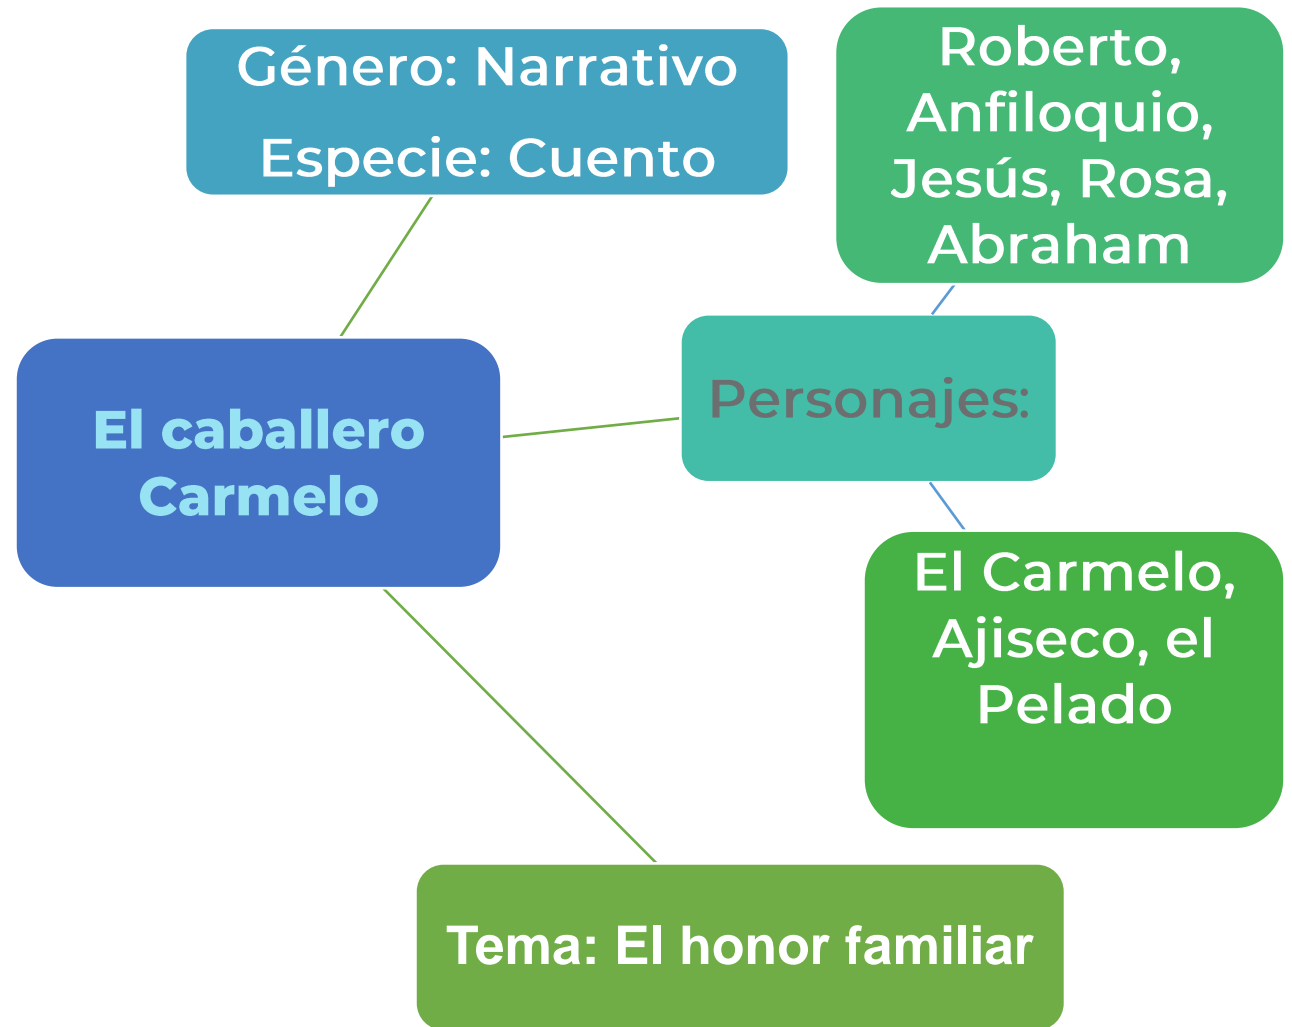 Género: Narrativo
Especie: Cuento
Roberto,
Anfiloquio,
Jesús, Rosa,
Abraham
El caballero
Carmelo
Personajes:
El Carmelo,
Ajiseco, el
Pelado
Tema: El honor familiar